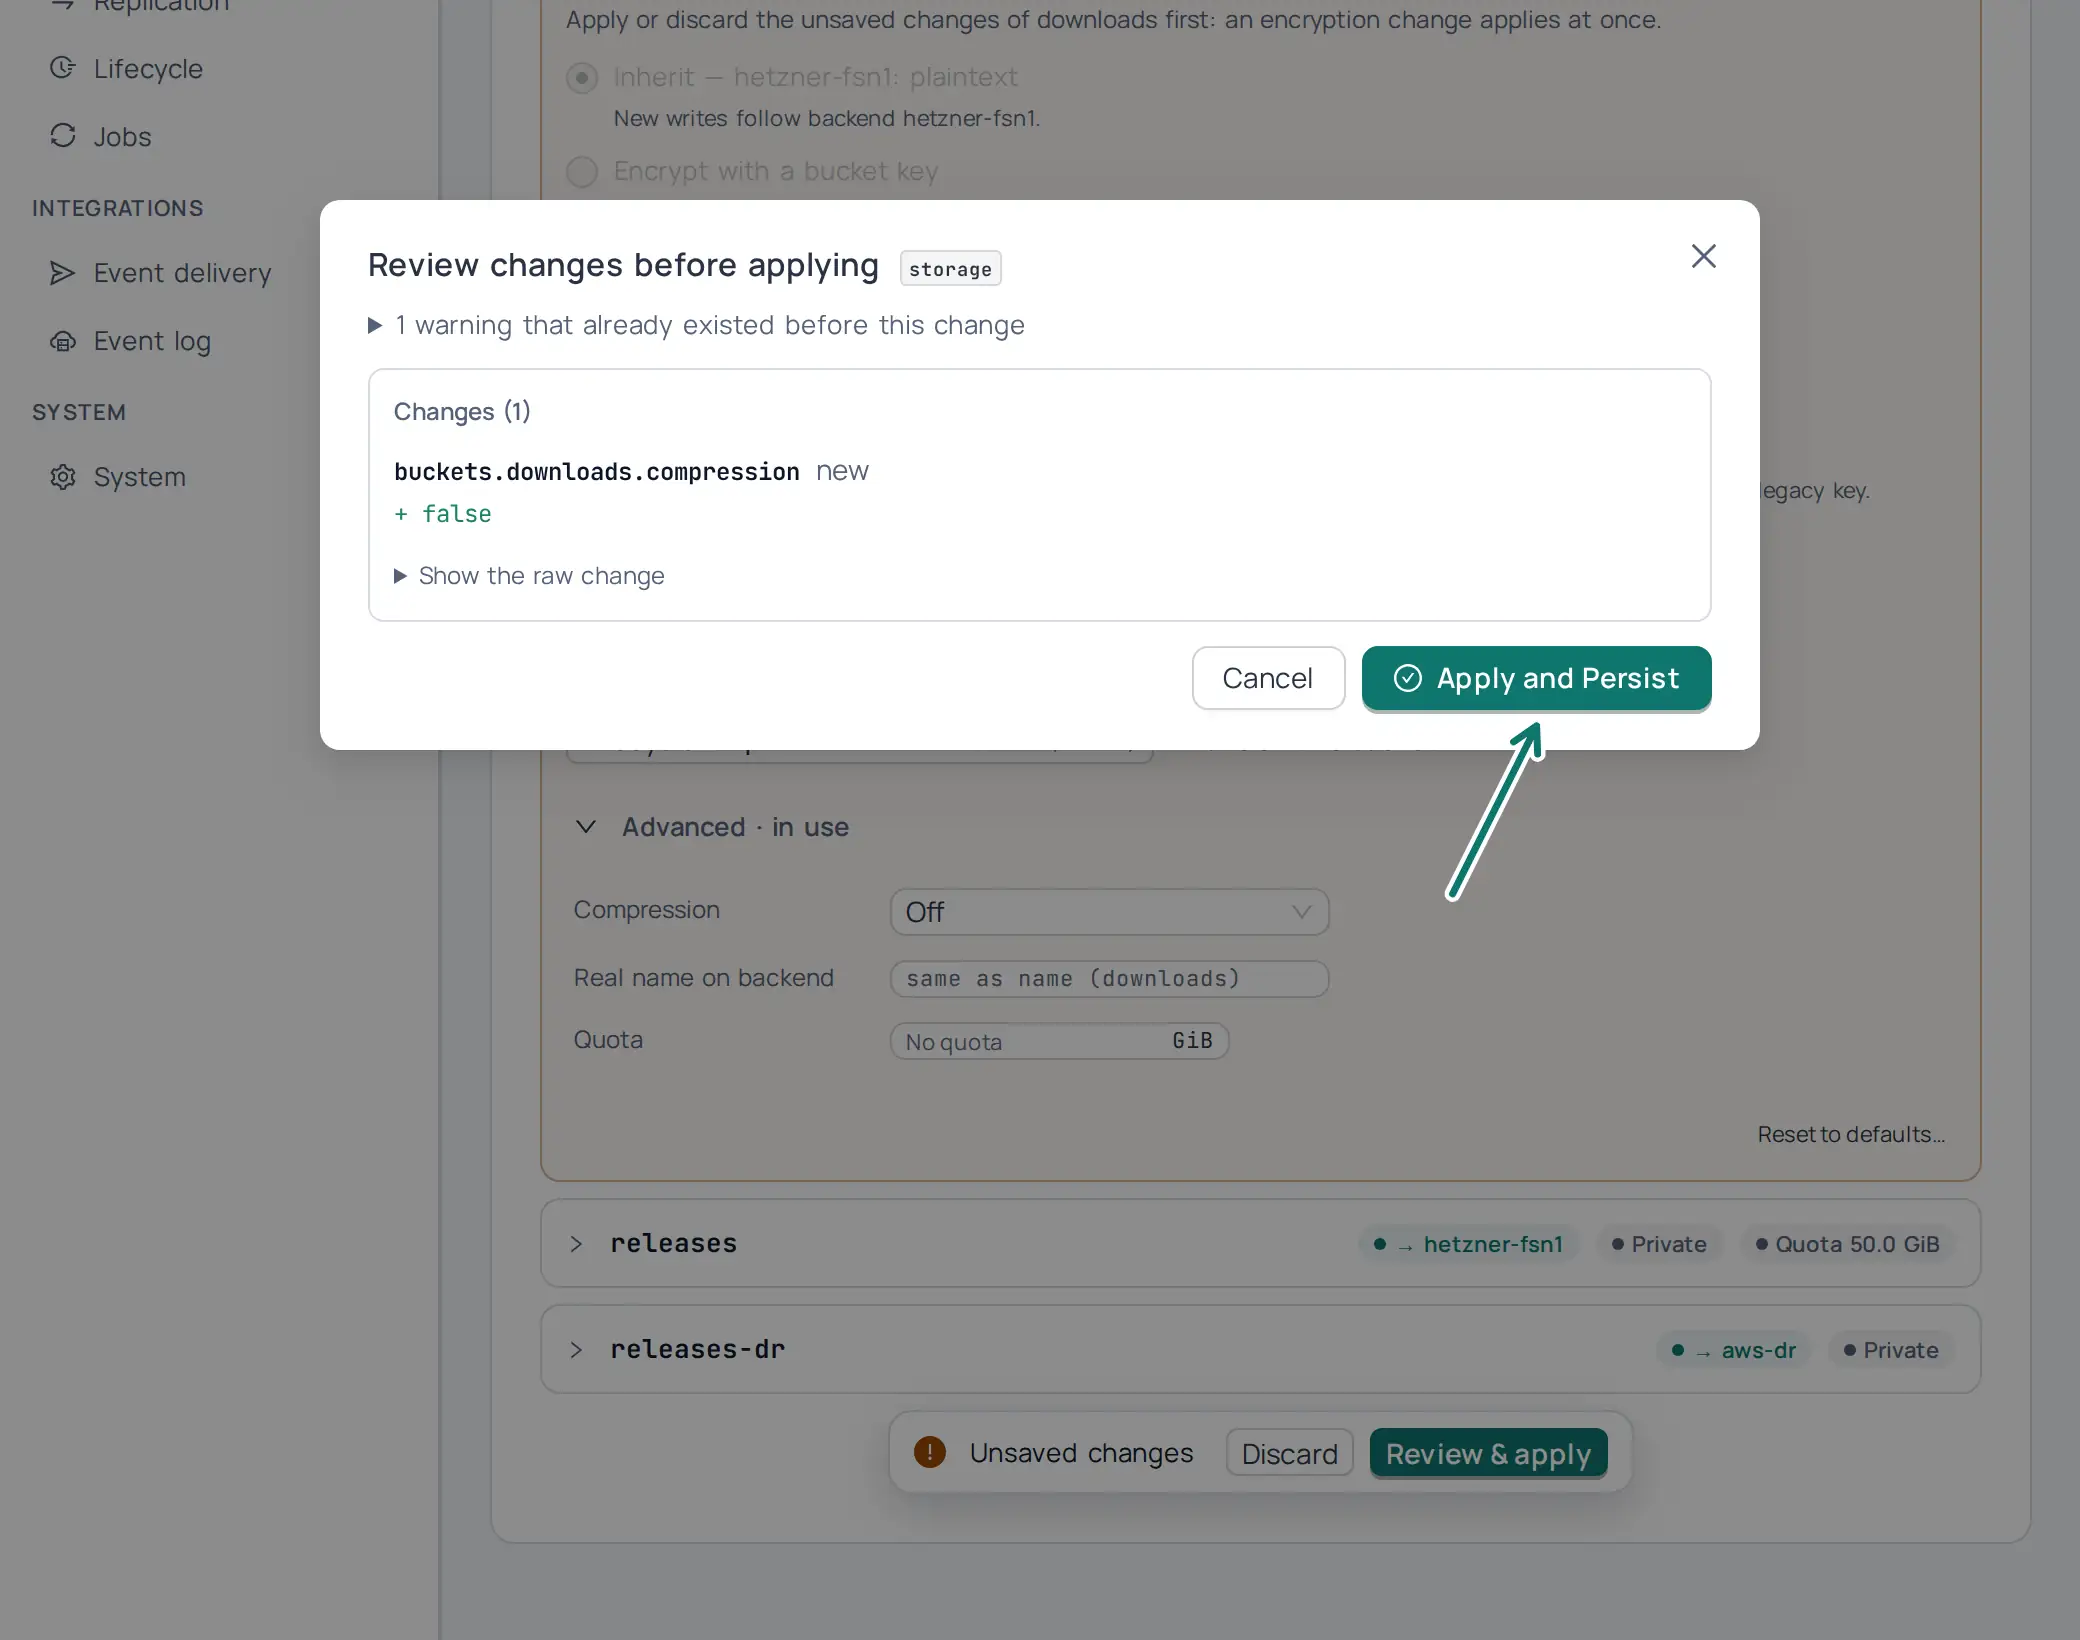 Replication
Lifecycle
Jobs
INTEGRATIONS
Event delivery
Event log
SYSTEM
System
Apply or discard the unsaved changes of downloads first: an encryption change applies at once.
Inherit — hetzner-fsn1: plaintext
New writes follow backend hetzner-fsn1.
Encrypt with a bucket key
legacy key.
Review changes before applying storage
1 warning that already existed before this change
Changes (1)
buckets.downloads.compression new
+ false
Show the raw change
Cancel
Apply and Persist
Advanced · in use
Compression Off
Real name on backend same as name (downloads)
Quota No quota GiB
Reset to defaults...
releases → hetzner-fsn1 Private Quota 50.0 GiB
releases-dr → aws-dr Private
Unsaved changes Discard Review & apply